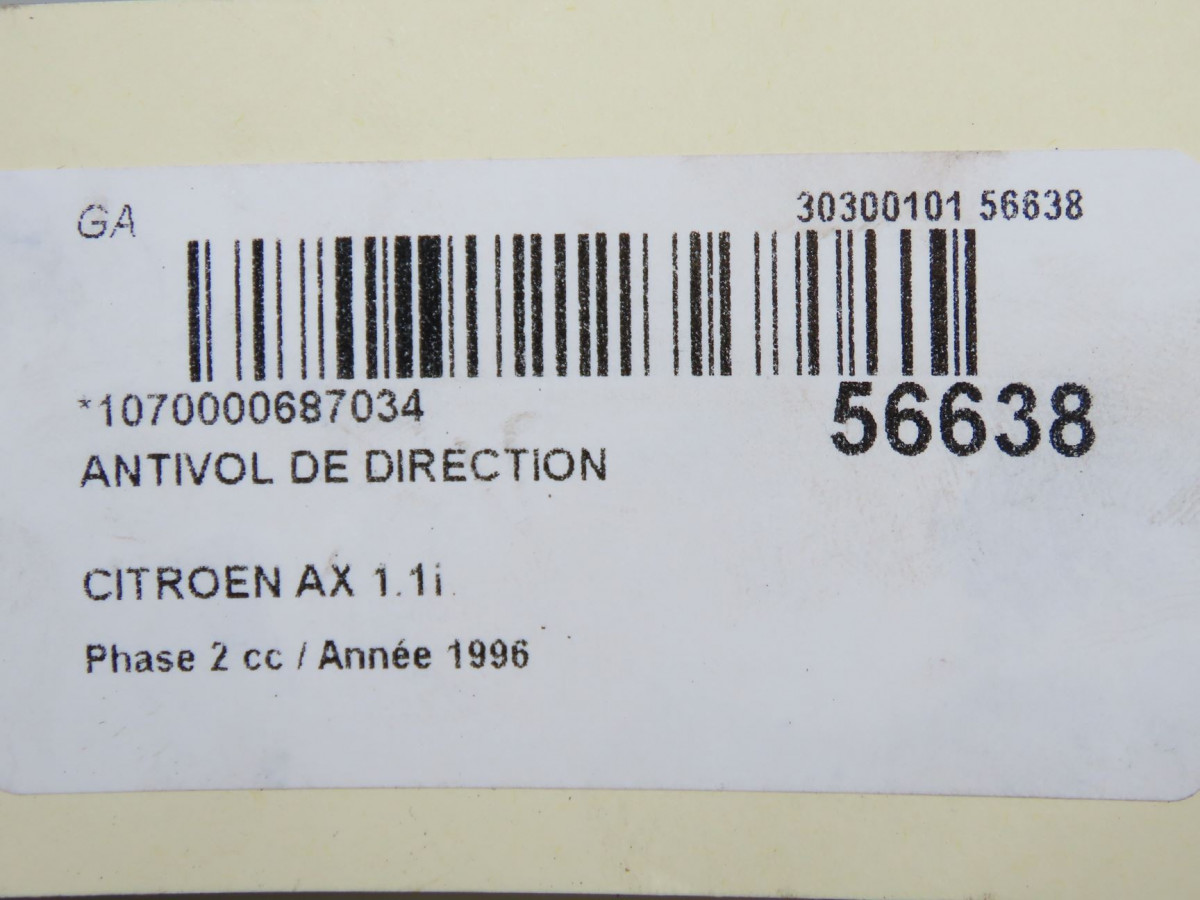 GA
30300101 56638
*1070000687034
56638
ANTIVOL DE DIRECTION
CITROEN AX 1.1i
Phase 2 cc / Année 1996